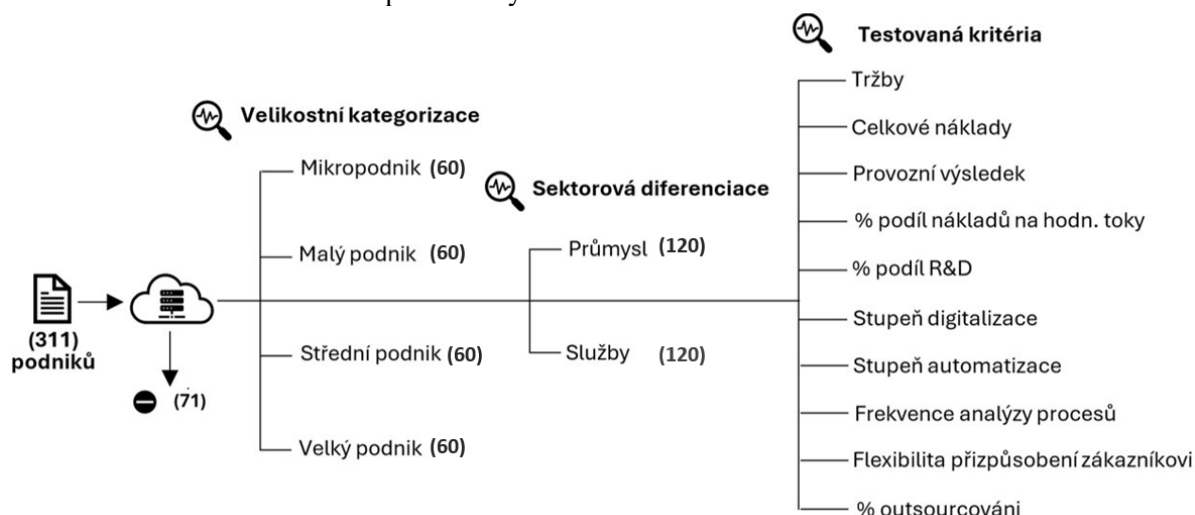 Testovaná kritéria
Tržby
Velikostní kategorizace
Celkové náklady
Mikropodnik (60)
Provozní výsledek
Sektorová diferenciace
% podíl nákladů na hodn. toky
Malý podnik (60)
Průmysl (120)
% podíl R&D
(311)
podniků
Stupeň digitalizace
Střední podnik (60)
Služby (120)
Stupeň automatizace
(71)
Frekvence analýzy procesů
Velký podnik (60)
Flexibilita přizpůsobení zákazníkovi
% outsourcováni